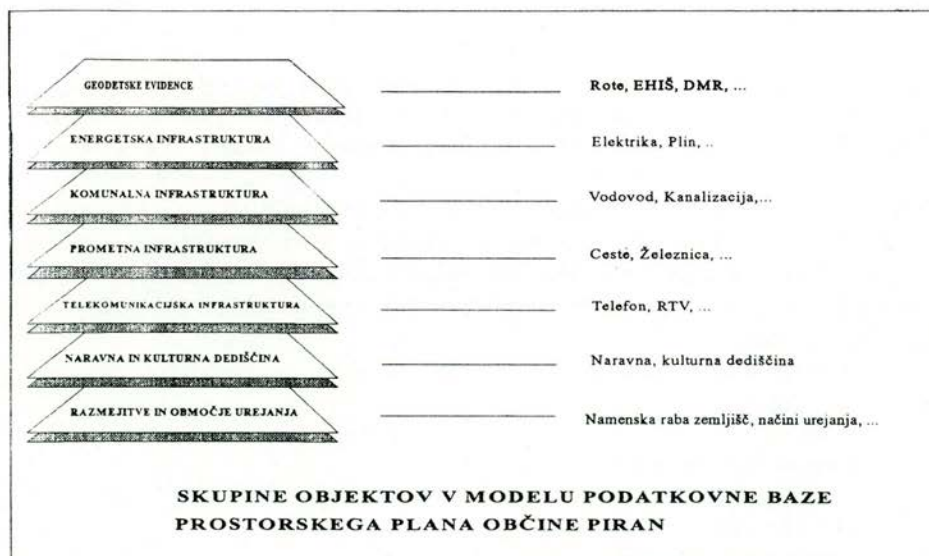 GEODETSKE EVIDENCE Rote, EHIŠ, DMR, ...
ENERGETSKA INFRASTRUKTURA Elektrika, Plin, ..
KOMUNALNA INFRASTRUKTURA Vodovod, Kanalizacija,...
PROMETNA INFRASTRUKTURA Ceste, Železnica, ...
TELEKOMUNIKACIJSKA INFRASTRUKTURA Telefon, RTV, ...
NARAVNA IN KULTURNA DEDIŠČINA Naravna, kulturna dediščina
RAZMEJITVE IN OBMOČJE UREJANJA Namenska raba zemljišč, načini urejanja, ...
SKUPINE OBJEKTOV V MODELU PODATKOVNE BAZE
PROSTORSKEGA PLANA OBČINE PIRAN